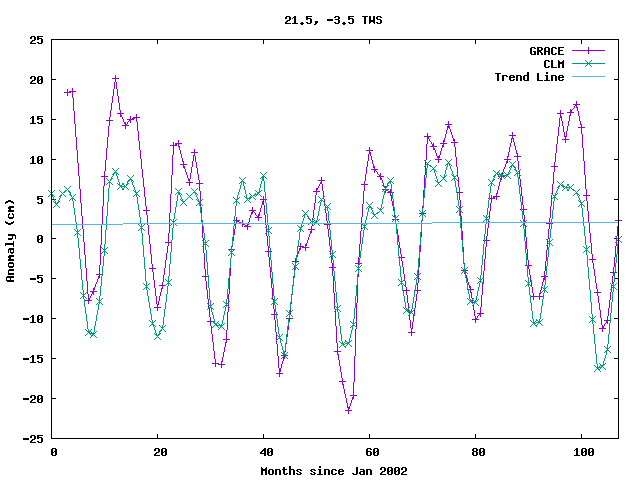 21.5, -3.5 TWS
GRACE
CLM
Trend Line
25
20
15
10
5
0
-5
-10
-15
-20
-25
Anomaly (cm)
0 20 40 60 80 100
Months since Jan 2002